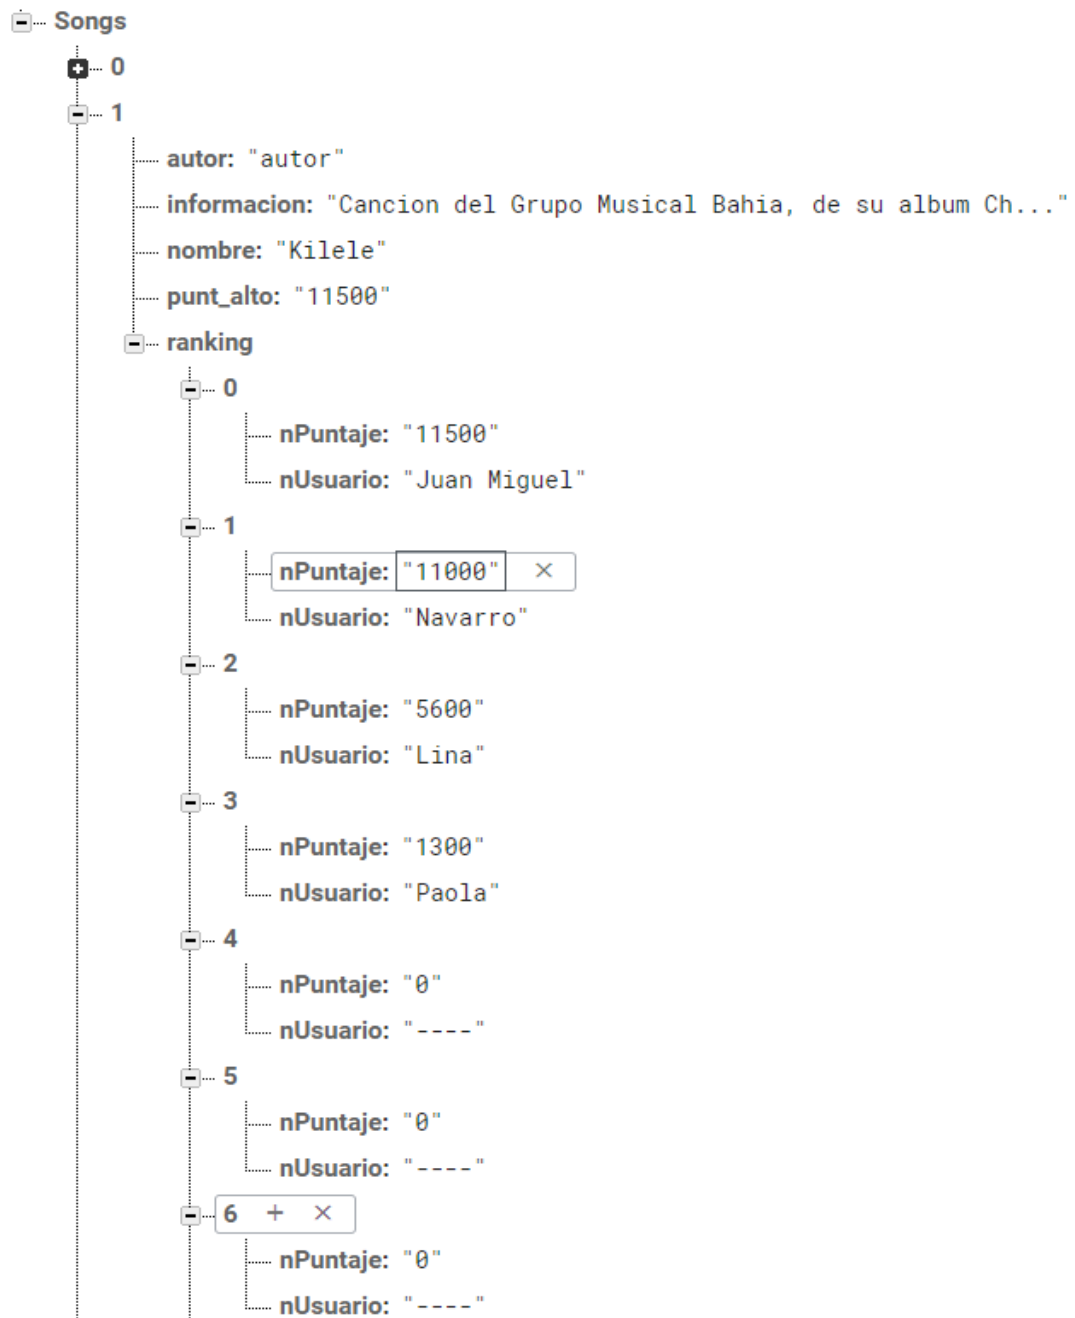 Songs
0
1
autor: "autor"
informacion: "Cancion del Grupo Musical Bahia, de su album Ch..."
nombre: "Kilele"
punt_alto: "11500"
ranking
0
nPuntaje: "11500"
nUsuario: "Juan Miguel"
1
nPuntaje: "11000" ×
nUsuario: "Navarro"
2
nPuntaje: "5600"
nUsuario: "Lina"
3
nPuntaje: "1300"
nUsuario: "Paola"
4
nPuntaje: "0"
nUsuario: "----"
5
nPuntaje: "0"
nUsuario: "----"
6 + ×
nPuntaje: "0"
nUsuario: "----"